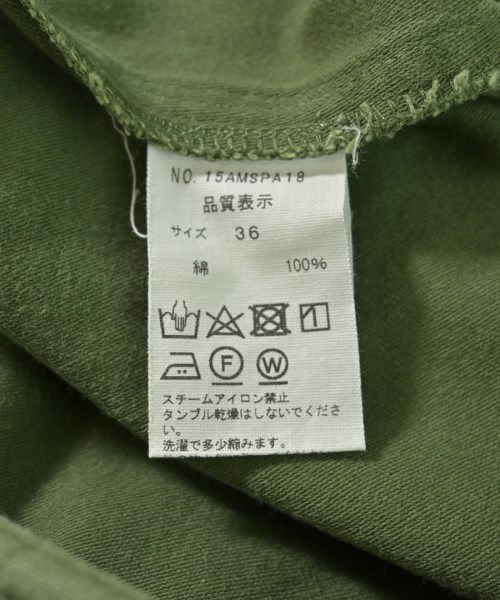 NO. 15AMSPA18
品質表示
サイズ 36
綿 100%
F W
スチームアイロン禁止
タンブル乾燥はしないでくださ
い。
洗濯で多少縮みます。